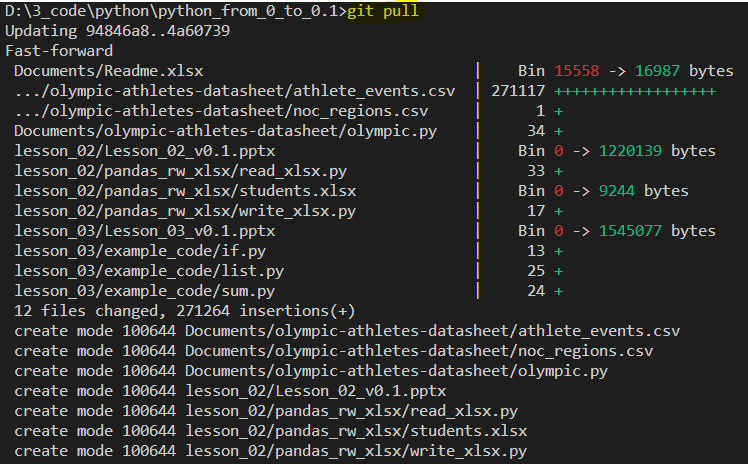 D:\3_code\python\python_from_0_to_0.1>git pull
Updating 94846a8..4a60739
Fast-forward
Documents/Readme.xlsx | Bin 15558 -> 16987 bytes
.../olympic-athletes-datasheet/athlete_events.csv | 271117 +++++++++++++++++++
.../olympic-athletes-datasheet/noc_regions.csv | 1 +
Documents/olympic-athletes-datasheet/olympic.py | 34 +
lesson_02/Lesson_02_v0.1.pptx | Bin 0 -> 1220139 bytes
lesson_02/pandas_rw_xlsx/read_xlsx.py | 33 +
lesson_02/pandas_rw_xlsx/students.xlsx | Bin 0 -> 9244 bytes
lesson_02/pandas_rw_xlsx/write_xlsx.py | 17 +
lesson_03/Lesson_03_v0.1.pptx | Bin 0 -> 1545077 bytes
lesson_03/example_code/if.py | 13 +
lesson_03/example_code/list.py | 25 +
lesson_03/example_code/sum.py | 24 +
12 files changed, 271264 insertions(+)
create mode 100644 Documents/olympic-athletes-datasheet/athlete_events.csv
create mode 100644 Documents/olympic-athletes-datasheet/noc_regions.csv
create mode 100644 Documents/olympic-athletes-datasheet/olympic.py
create mode 100644 lesson_02/Lesson_02_v0.1.pptx
create mode 100644 lesson_02/pandas_rw_xlsx/read_xlsx.py
create mode 100644 lesson_02/pandas_rw_xlsx/students.xlsx
create mode 100644 lesson_02/pandas_rw_xlsx/write_xlsx.py